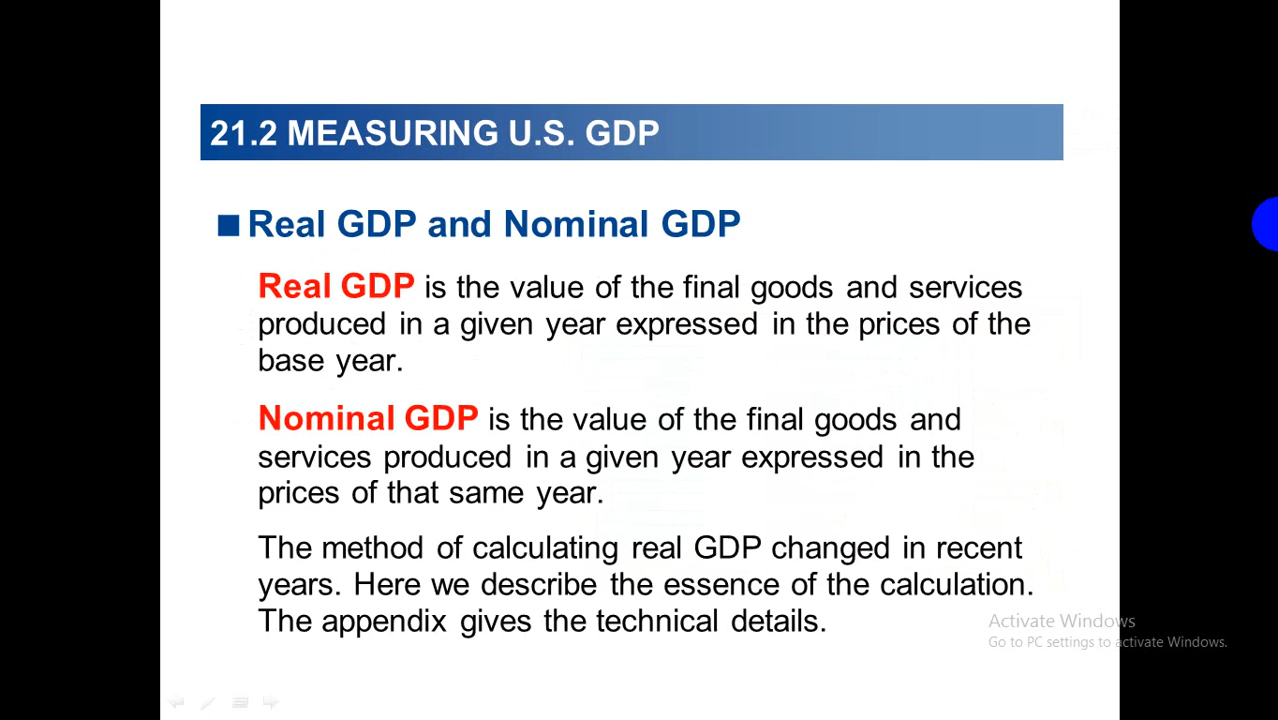 21.2 MEASURING U.S. GDP
Real GDP and Nominal GDP
Real GDP is the value of the final goods and services
produced in a given year expressed in the prices of the
base year.
Nominal GDP is the value of the final goods and
services produced in a given year expressed in the
prices of that same year.
The method of calculating real GDP changed in recent
years. Here we describe the essence of the calculation.
The appendix gives the technical details.
Activate Windows
Go to PC settings to activate Windows.